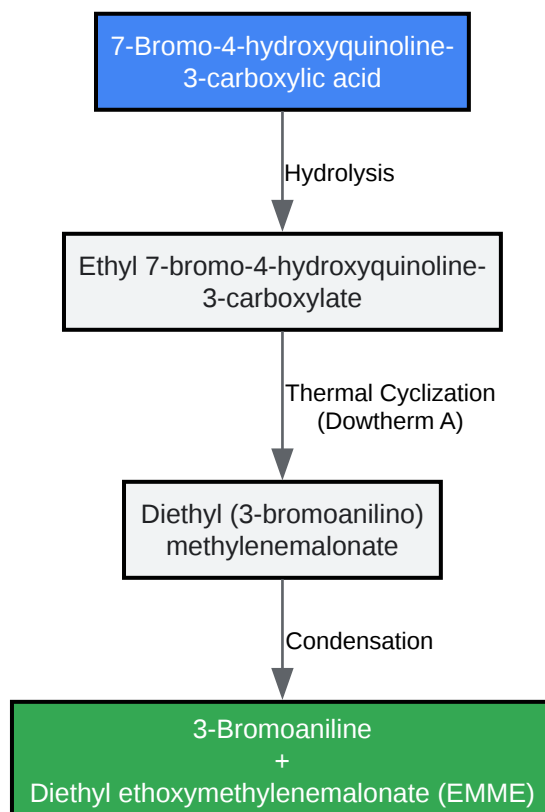 7-Bromo-4-hydroxyquinoline-
3-carboxylic acid
Hydrolysis
Ethyl 7-bromo-4-hydroxyquinoline-
3-carboxylate
Thermal Cyclization
(Dowtherm A)
Diethyl (3-bromoanilino)
methylenemalonate
Condensation
3-Bromoaniline
+
Diethyl ethoxymethylenemalonate (EMME)